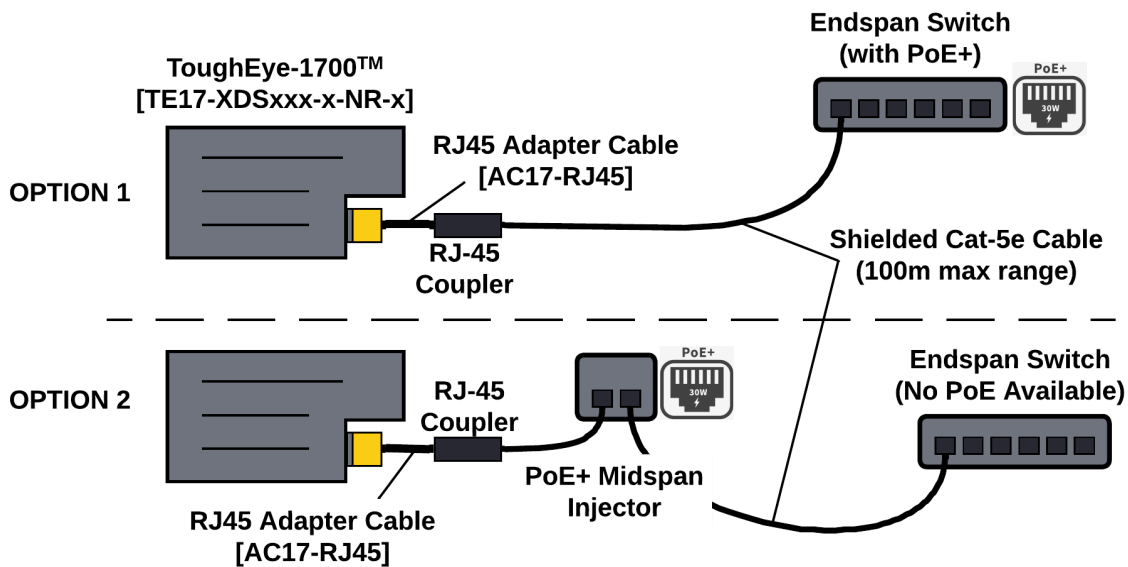 Endspan Switch
(with PoE+)
PoE+
30W
ToughEye-1700™
[TE17-XDSxxx-x-NR-x]
RJ45 Adapter Cable
[AC17-RJ45]
OPTION 1
RJ-45
Coupler
Shielded Cat-5e Cable
(100m max range)
OPTION 2
RJ-45
Coupler
PoE+
30W
Endspan Switch
(No PoE Available)
PoE+ Midspan
Injector
RJ45 Adapter Cable
[AC17-RJ45]